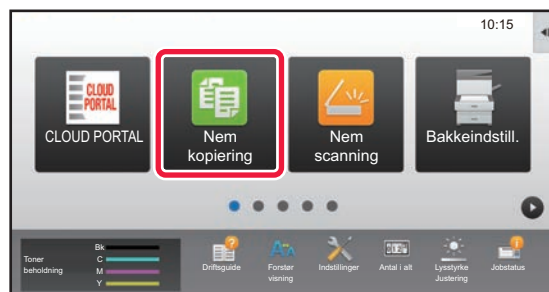 10:15
CLOUD
PORTAL
CLOUD PORTAL
Nem
kopiering
Nem
scanning
Bakkeindstill.
Toner
beholdning
Bk
C
M
Y
Driftsguide
Forstør
visning
Indstillinger
Antal i alt
Lysstyrke
Justering
Jobstatus